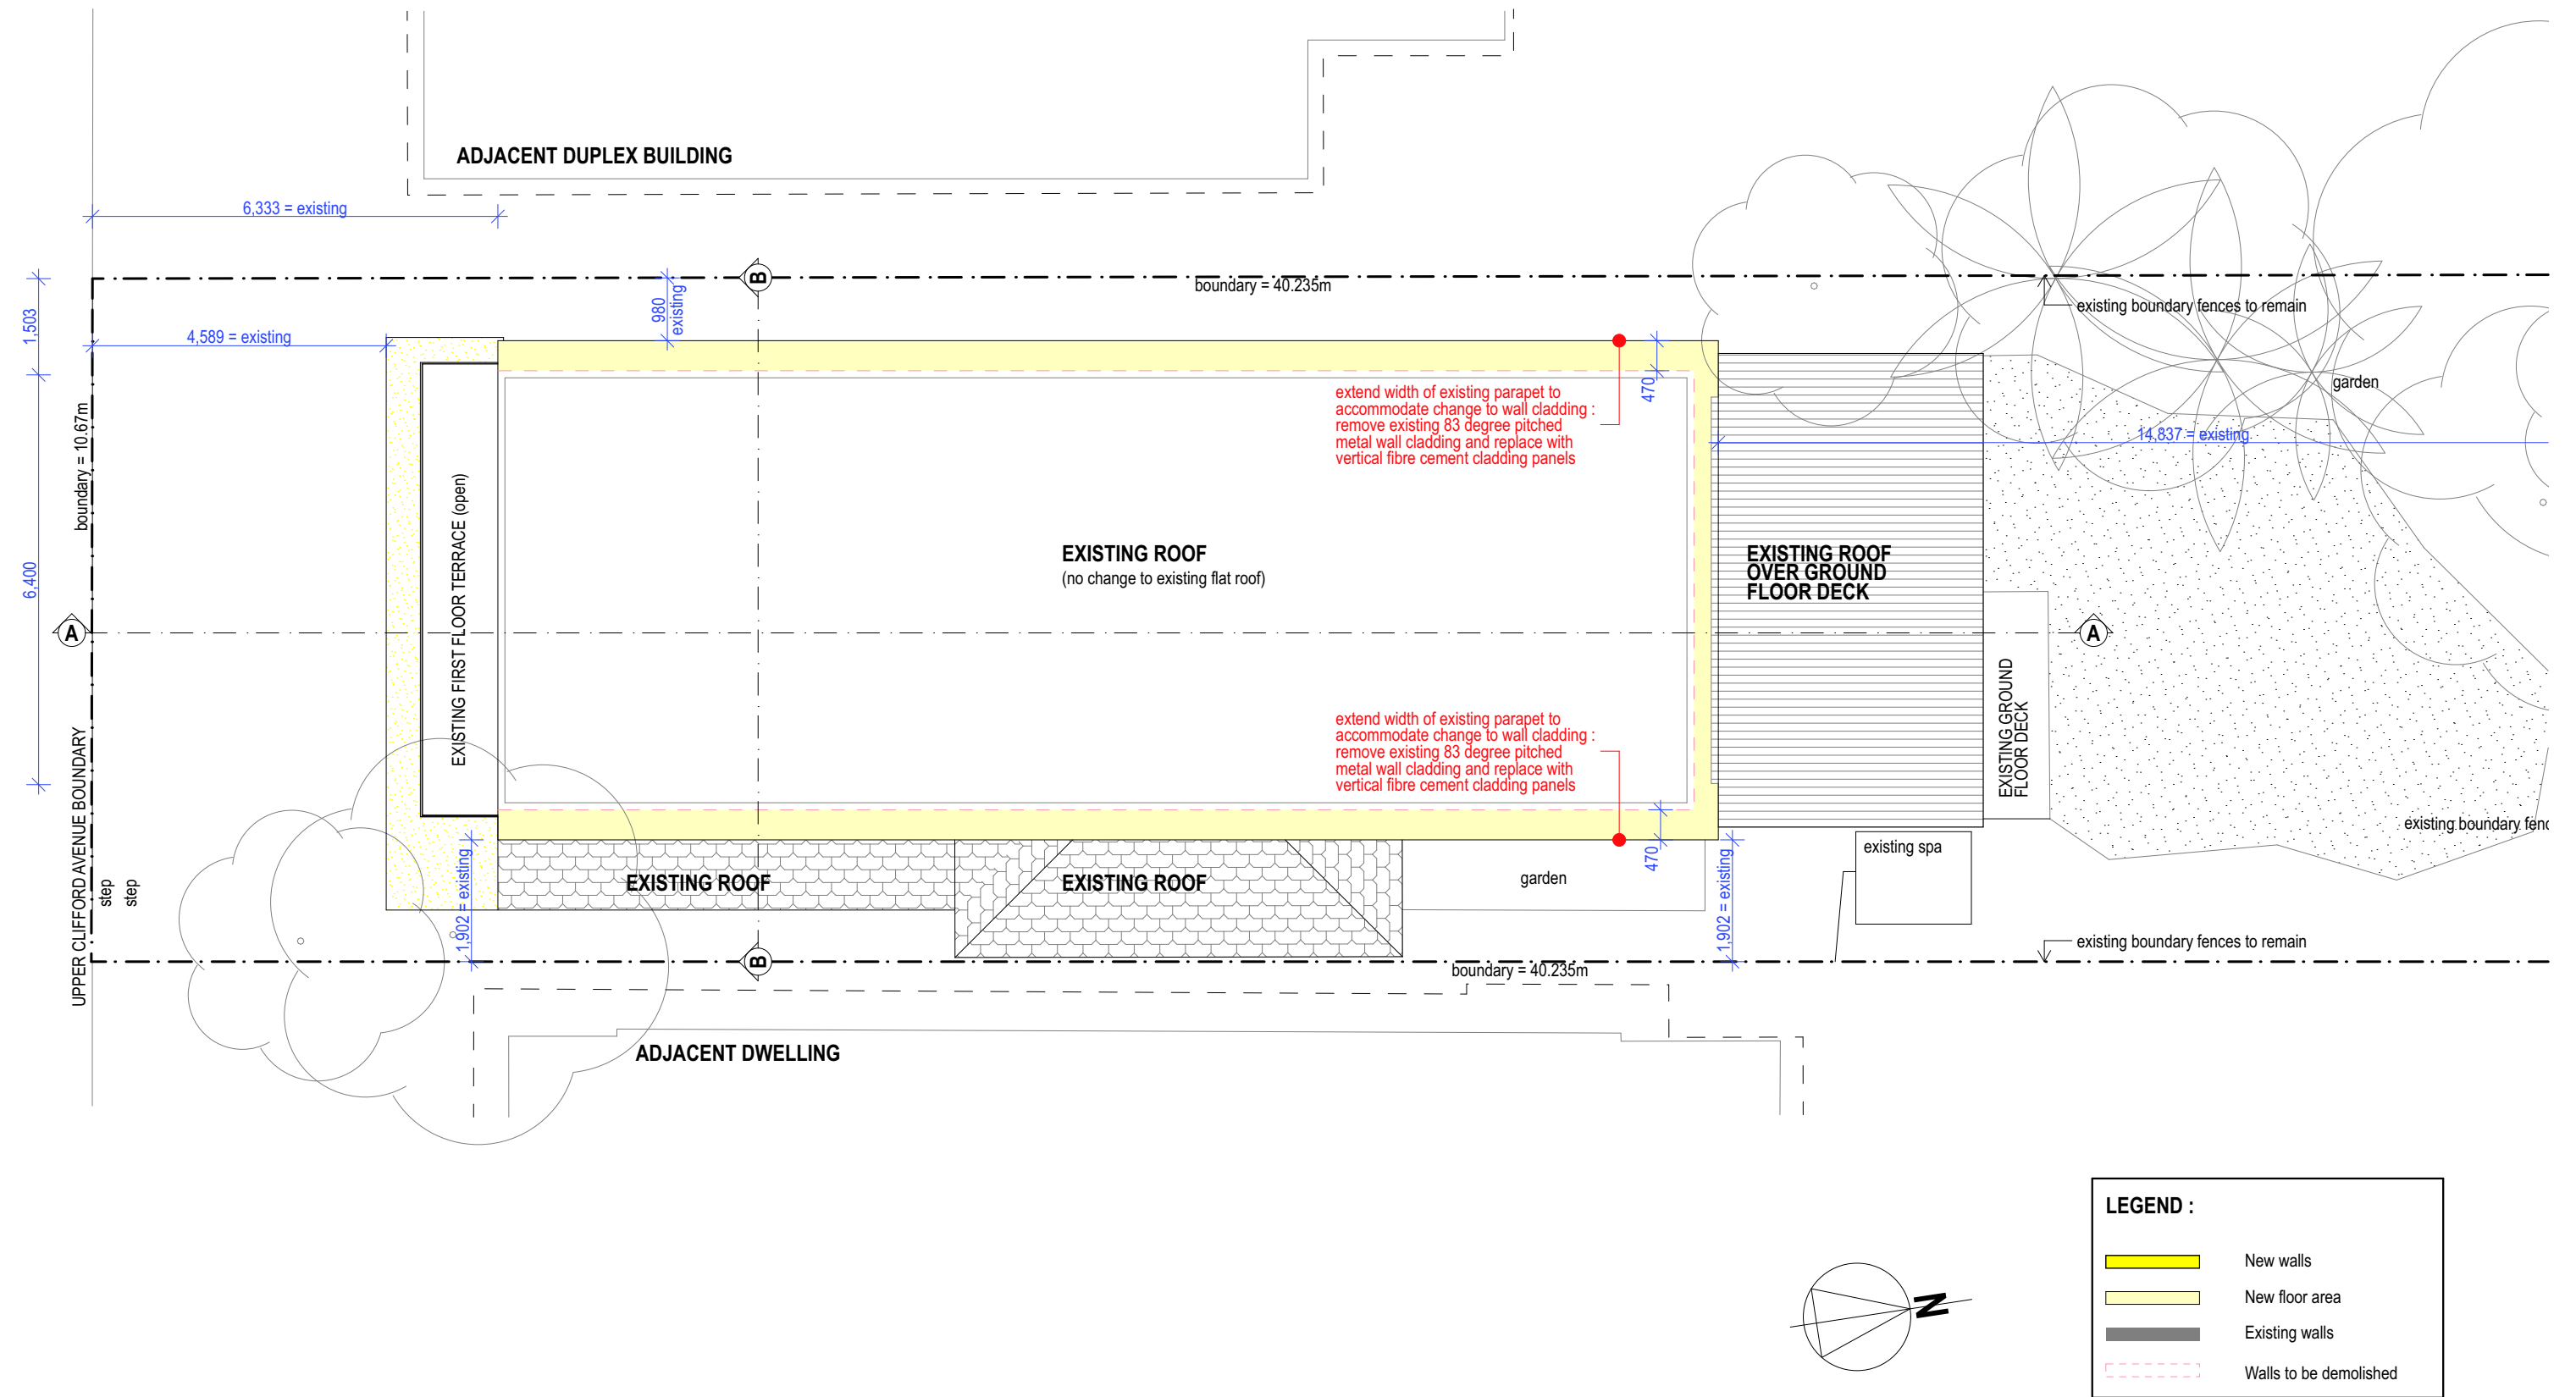 ADJACENT DUPLEX BUILDING
6,333 = existing
B
boundary = 40.235m
existing boundary fences to remain
1,503
980
existing
4,589 = existing
470
garden
extend width of existing parapet to
accommodate change to wall cladding :
remove existing 83 degree pitched
metal wall cladding and replace with
vertical fibre cement cladding panels
14,837 = existing
boundary = 10.67m
EXISTING FIRST FLOOR TERRACE (open)
EXISTING ROOF
(no change to existing flat roof)
EXISTING ROOF
OVER GROUND
FLOOR DECK
6,400
A
A
EXISTING GROUND
FLOOR DECK
extend width of existing parapet to
accommodate change to wall cladding :
remove existing 83 degree pitched
metal wall cladding and replace with
vertical fibre cement cladding panels
UPPER CLIFFORD AVENUE BOUNDARY
step
step
1,902 = existing
EXISTING ROOF
EXISTING ROOF
470
garden
1,902 = existing
existing spa
existing boundary fenc
existing boundary fences to remain
B
boundary = 40.235m
ADJACENT DWELLING
N
LEGEND :
New walls
New floor area
Existing walls
Walls to be demolished